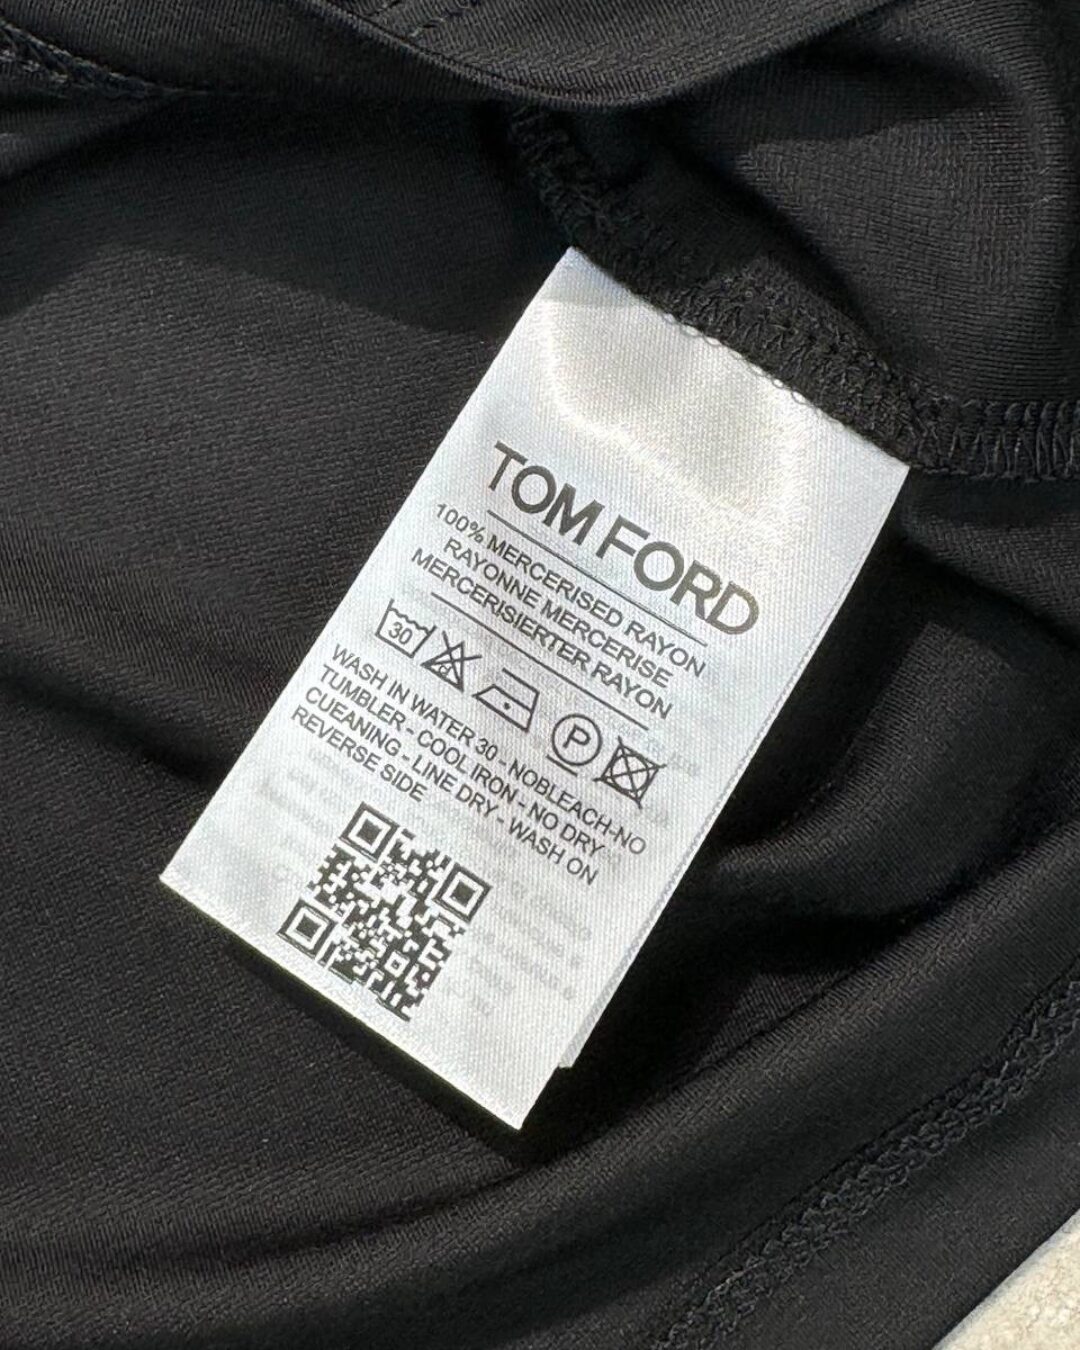 TOM FORD
100% MERCERISED RAYON
RAYONNE MERCERISE
MERCERISIERTER RAYON
30
CL
P
WASH IN WATER 30 - NOBLEACH-NO
TUMBLER - COOL IRON - NO DRY
CUEANING - LINE DRY - WASH ON
REVERSE SIDE